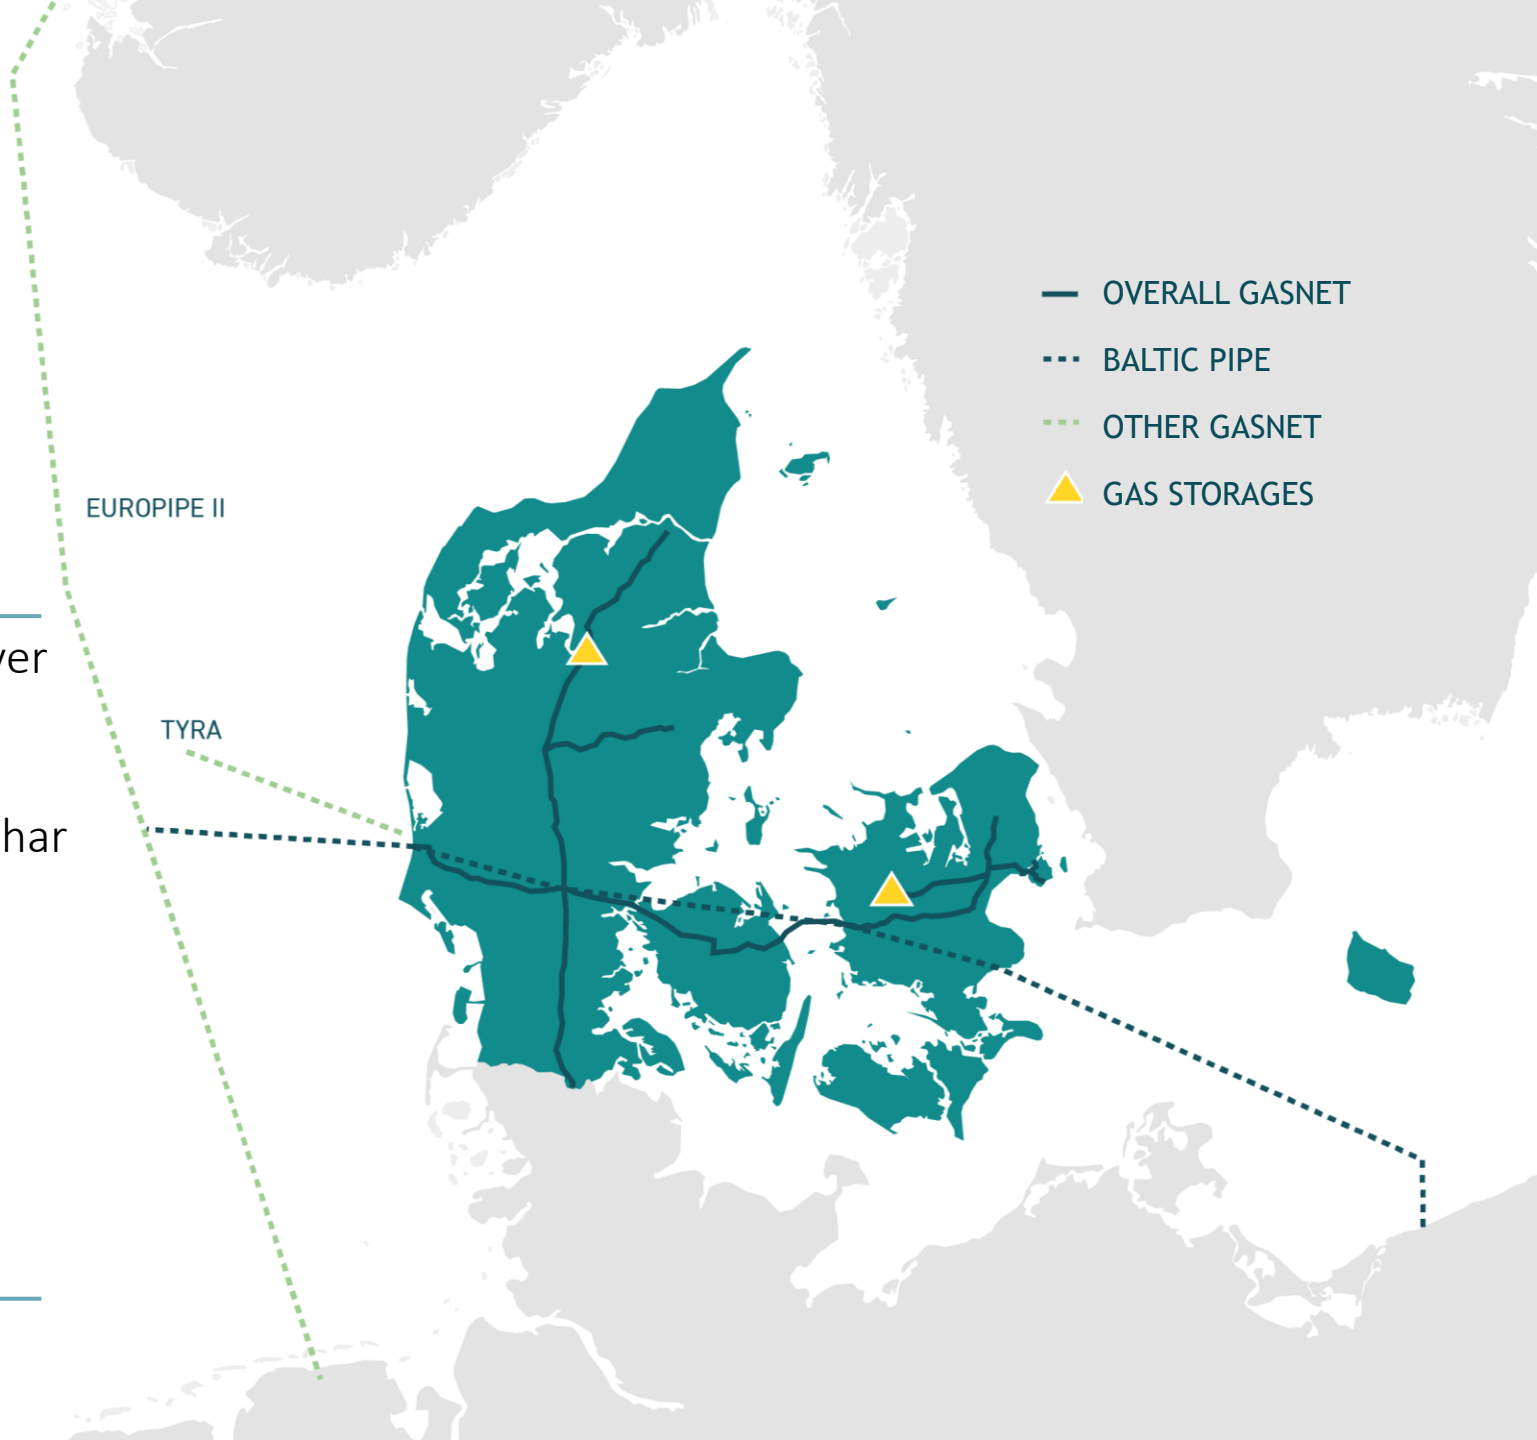 OVERALL GASNET
BALTIC PIPE
OTHER GASNET
GAS STORAGES
EUROPIPE II
ver
TYRA
har